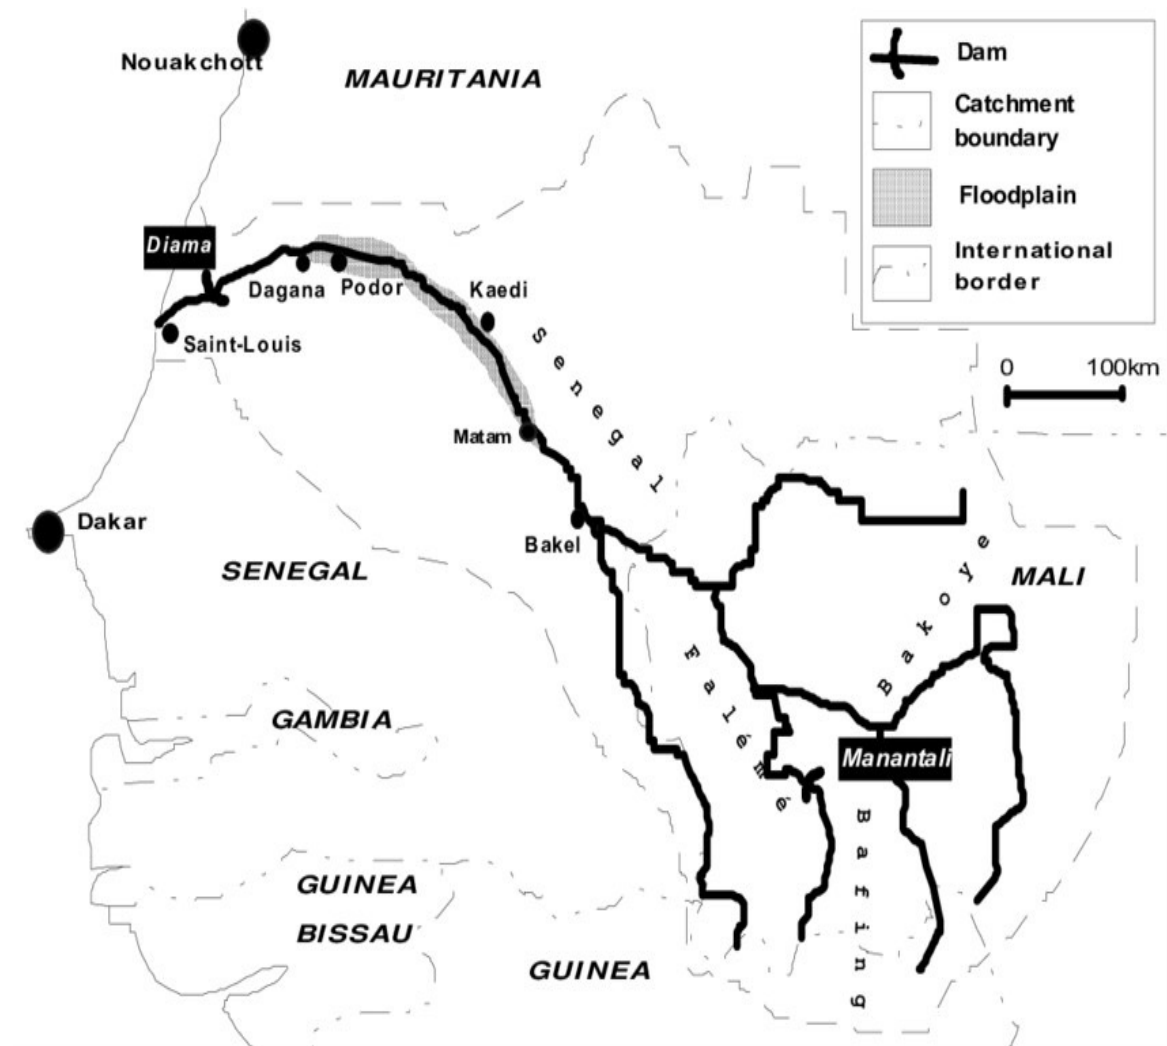 Nouakchott
MAURITANIA
Dam
Catchment
boundary
Floodplain
International
border
Diama
Dagana
Podor
Kaedi
Saint-Louis
Senegal
0 100km
Matam
Dakar
Bakel
SENEGAL
MALI
Bakoye
Falémé
GAMBIA
Manantali
Bafing
GUINEA
BISSAU
GUINEA